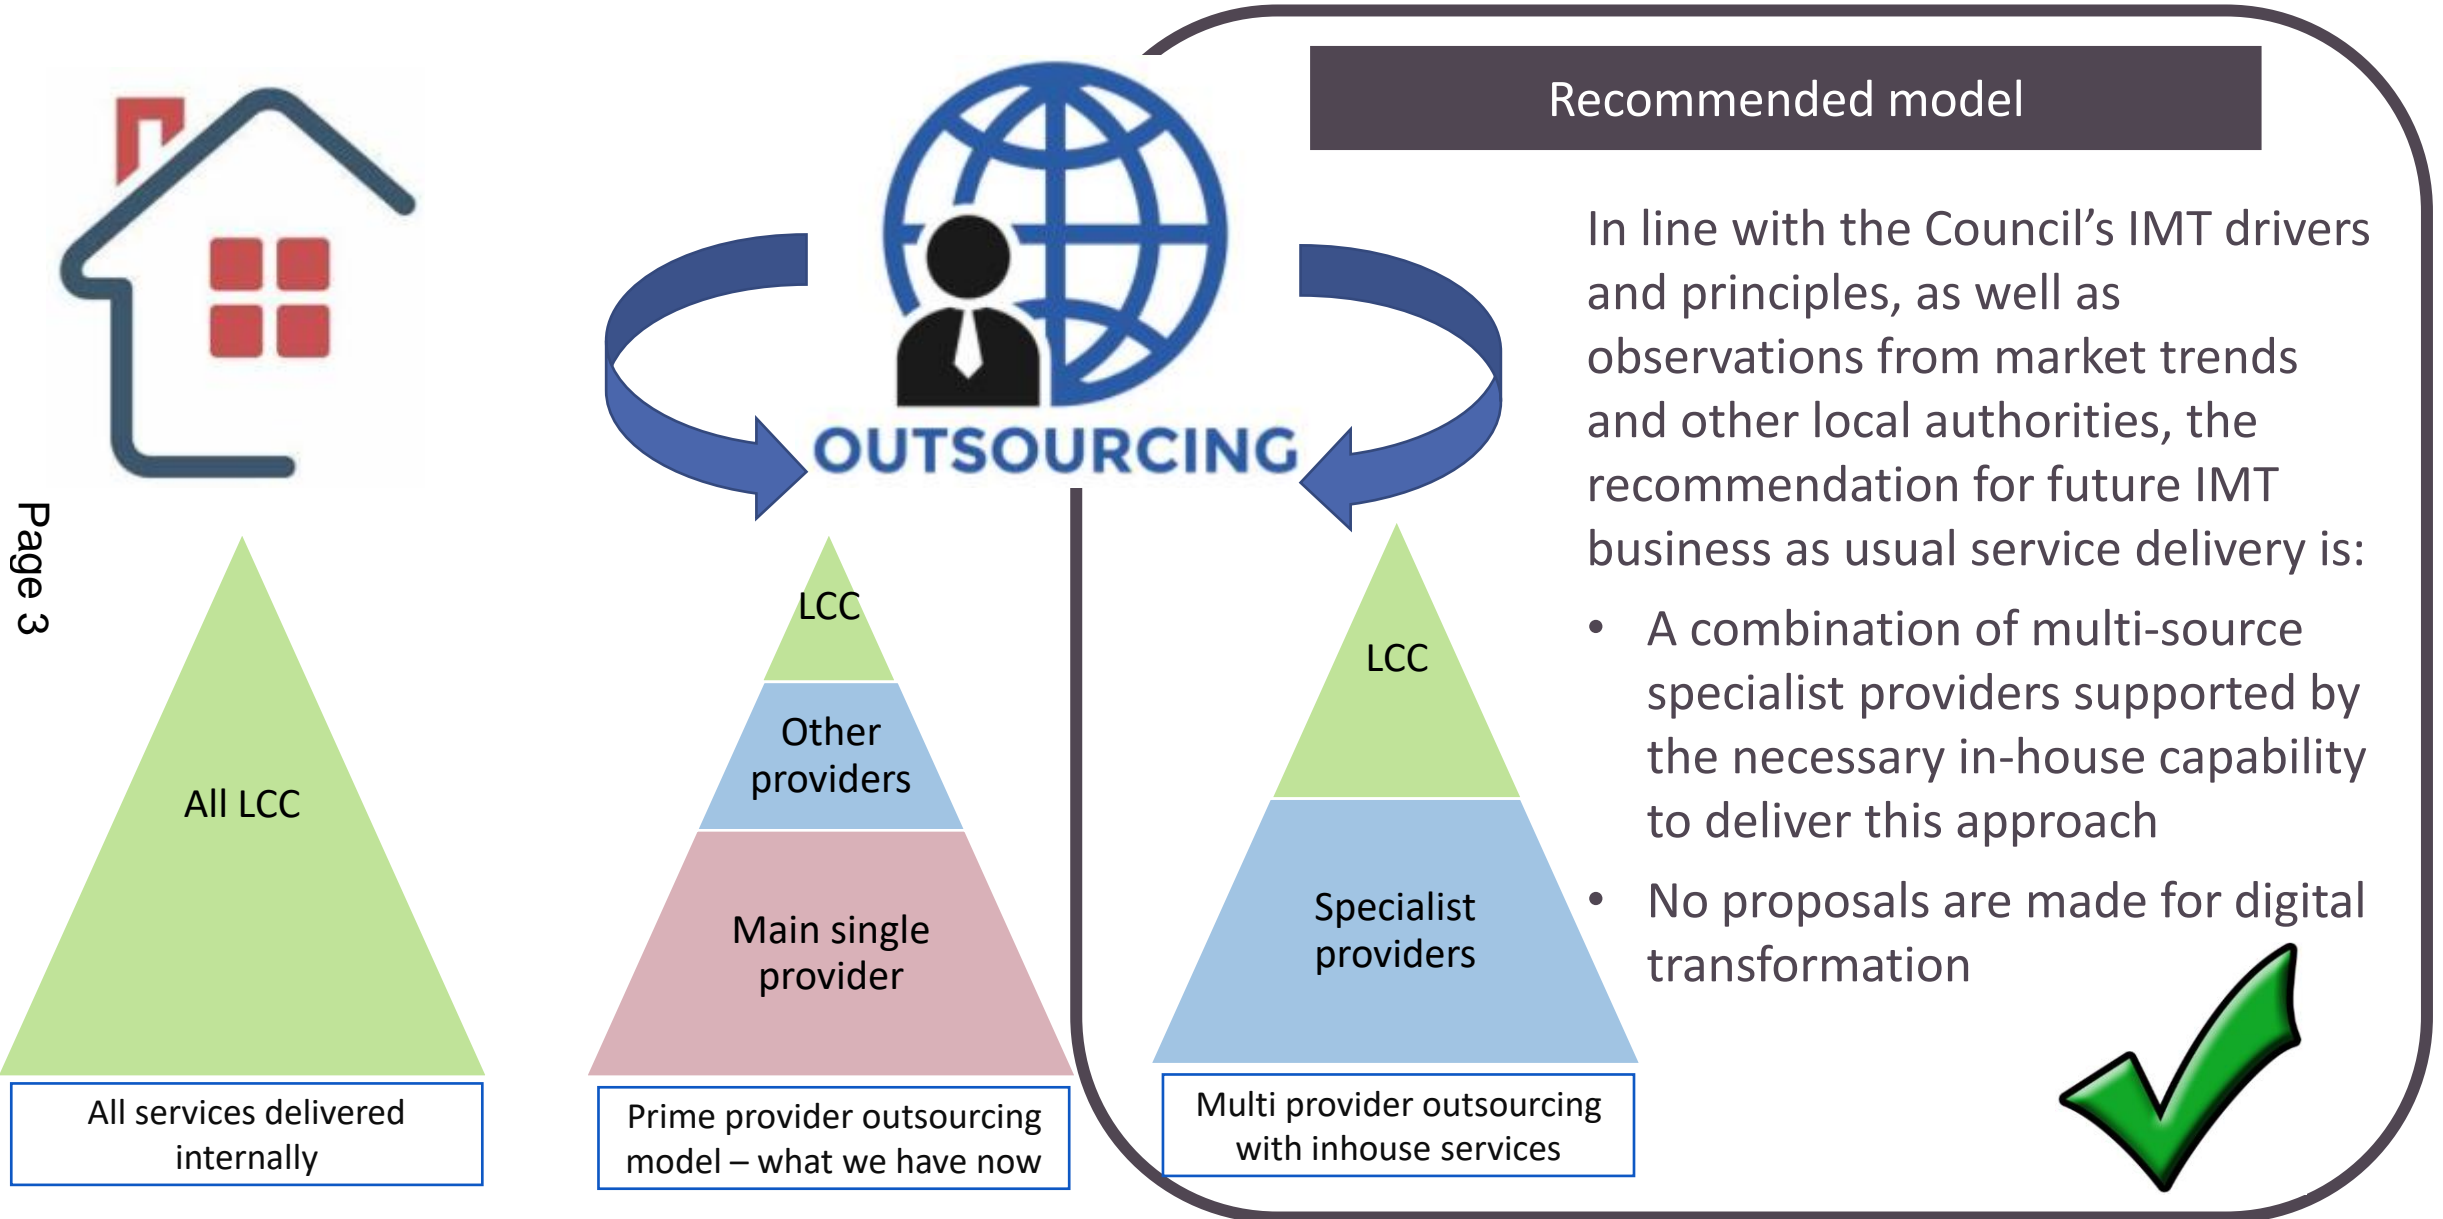 Page 3
All LCC
All services delivered
internally
OUTSOURCING
LCC
Other
providers
Main single
provider
Prime provider outsourcing
model – what we have now
LCC
Specialist
providers
Multi provider outsourcing
with inhouse services
Recommended model
In line with the Council’s IMT drivers
and principles, as well as
observations from market trends
and other local authorities, the
recommendation for future IMT
business as usual service delivery is:
• A combination of multi-source
specialist providers supported by
the necessary in-house capability
to deliver this approach
• No proposals are made for digital
transformation